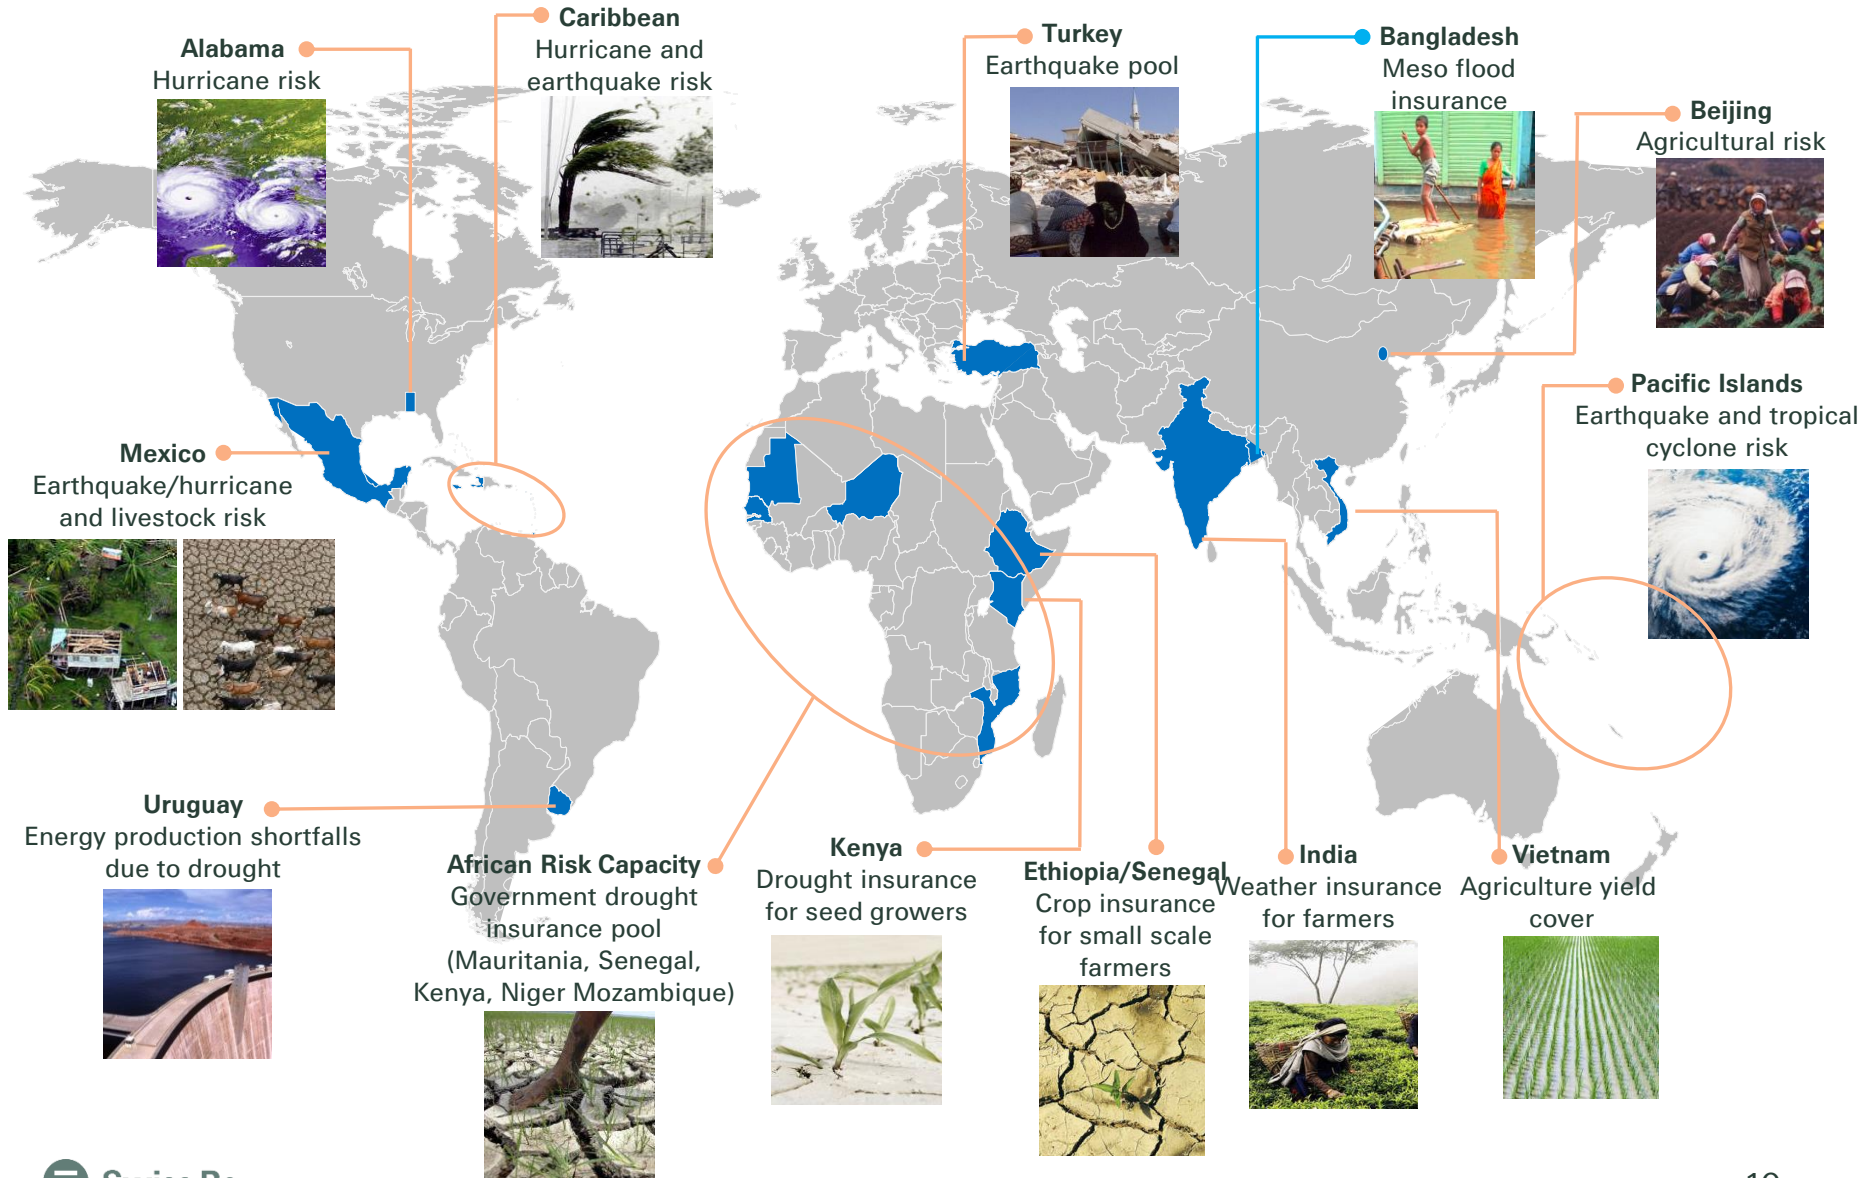 Caribbean
Hurricane and
earthquake risk
Alabama
Hurricane risk
Turkey
Earthquake pool
Bangladesh
Meso flood
insurance
Beijing
Agricultural risk
Pacific Islands
Earthquake and tropical
cyclone risk
Mexico
Earthquake/hurricane
and livestock risk
Uruguay
Energy production shortfalls
due to drought
African Risk Capacity
Government drought
insurance pool
(Mauritania, Senegal,
Kenya, Niger Mozambique)
Kenya
Drought insurance
for seed growers
Ethiopia/Senegal
Crop insurance
for small scale
farmers
India
Weather insurance
for farmers
Vietnam
Agriculture yield
cover
Swiss Re